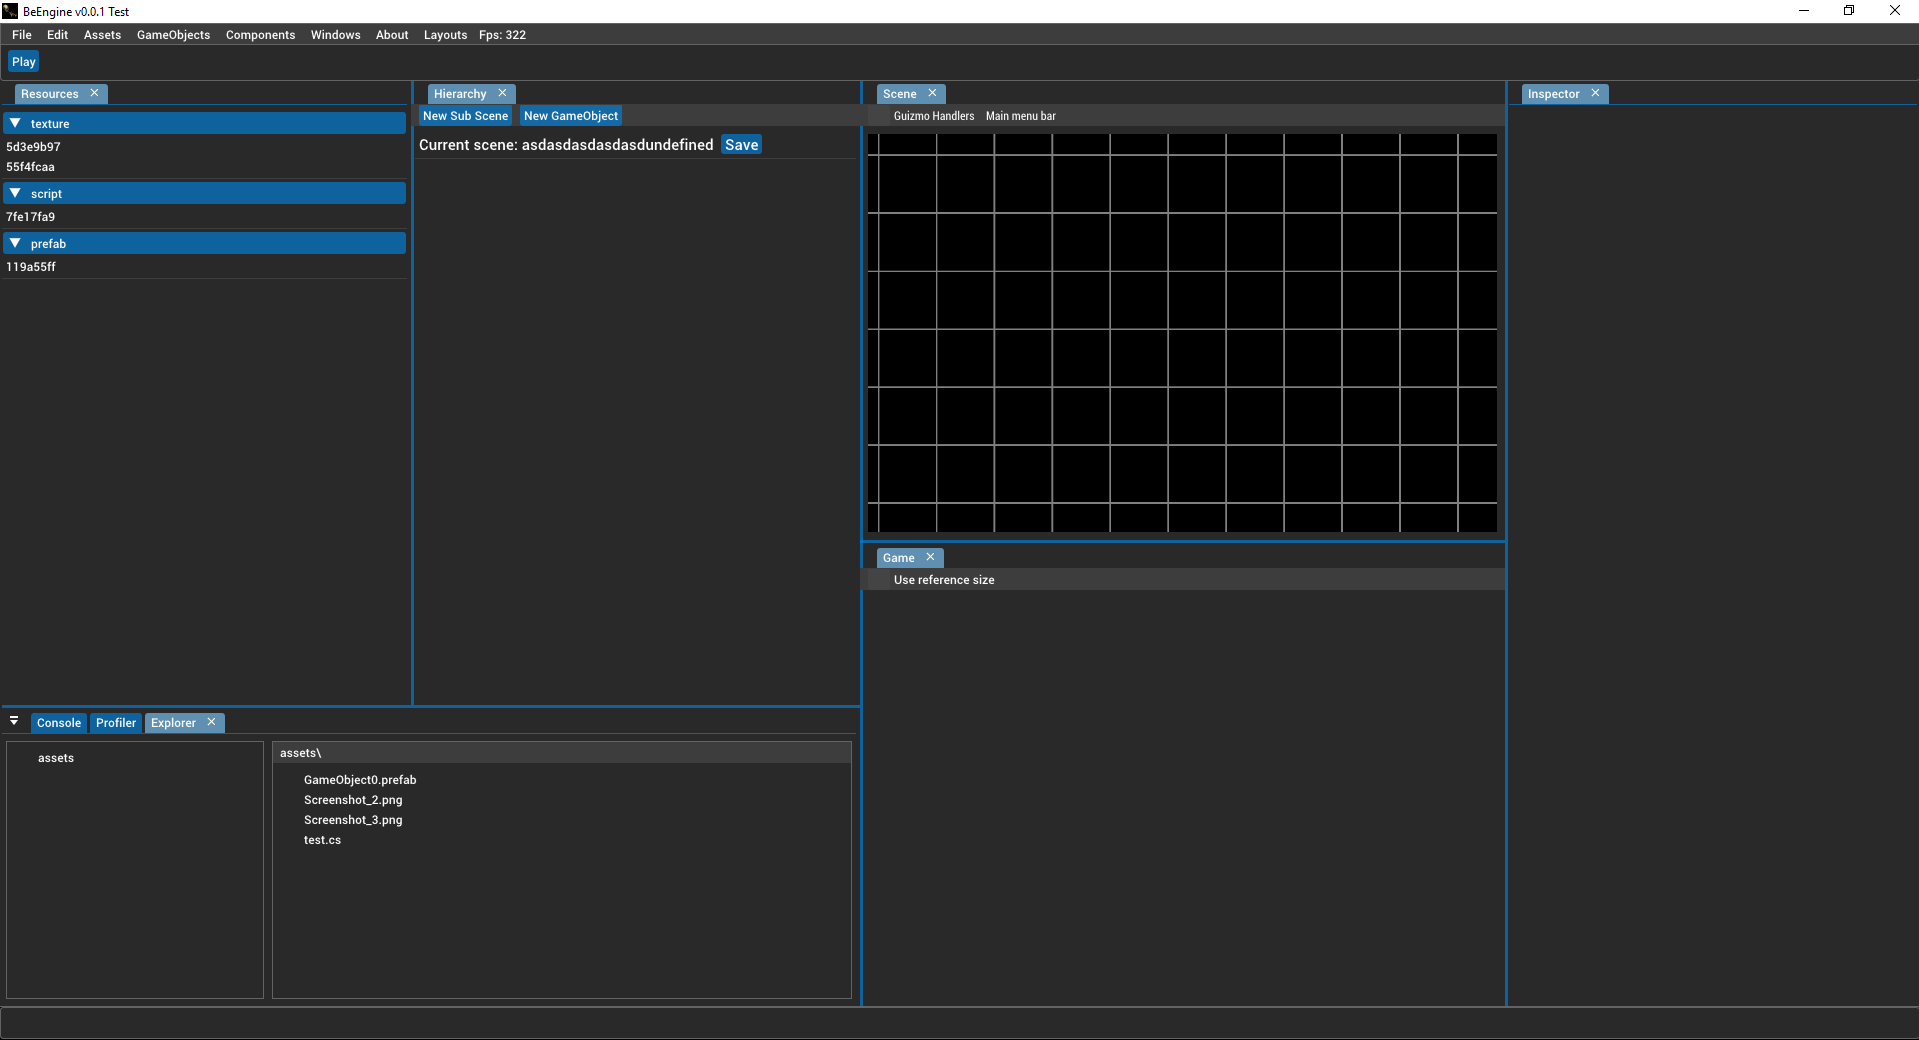 BeEngine v0.0.1 Test
File Edit Assets GameObjects Components Windows About Layouts Fps: 322
Play
Resources
texture
5d3e9b97
55f4fcaa
script
7fe17fa9
prefab
119a55ff
Hierarchy
New Sub Scene New GameObject
Current scene: asdasdasdasdasdundefined Save
Scene
Guizmo Handlers Main menu bar
Game
Use reference size
Inspector
Console Profiler Explorer
assets
assets\
GameObject0.prefab
Screenshot_2.png
Screenshot_3.png
test.cs